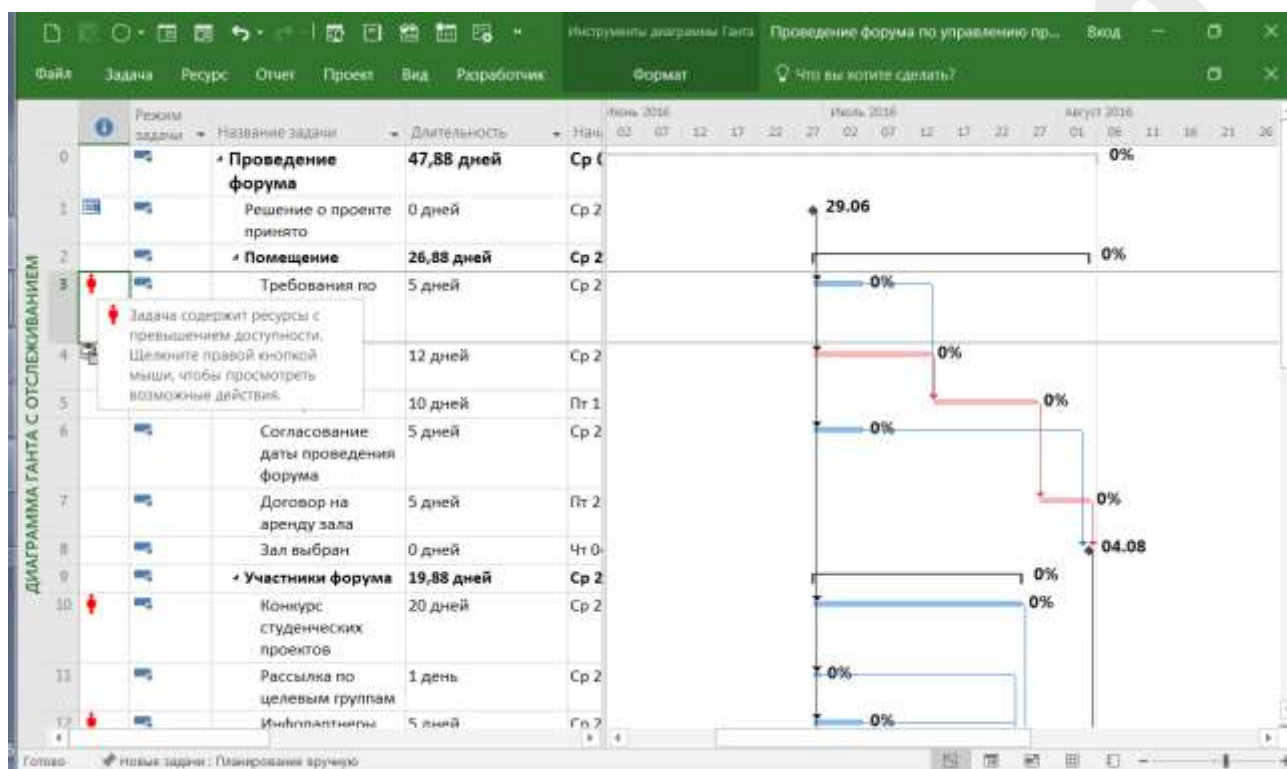 Инструменты диаграммы Ганта
Проведение форума по управлению пр...
Вход
Файл Задача Ресурс Отчет Проект Вид Разработчик Формат
Что вы хотите сделать?
Режим задачи
Название задачи
Длительность
Нач
Июнь 2016
Июль 2016
Август 2016
02 07 12 17 22 27 02 07 12 17 22 27 01 06 11 16 21 26
0 Проведение форума 47,88 дней Ср 0
0%
1 Решение о проекте принято 0 дней Ср 2
29.06
2 Помещение 26,88 дней Ср 2
0%
3 Требования по 5 дней Ср 2
0%
Задача содержит ресурсы с
превышением доступности.
Щелкните правой кнопкой
мыши, чтобы просмотреть
возможные действия.
4 12 дней Ср 2
0%
5 10 дней Пт 1
0%
6 Согласование даты проведения форума 5 дней Ср 2
0%
7 Договор на аренду зала 5 дней Пт 2
0%
8 Зал выбран 0 дней Чт 0
04.08
9 Участники форума 19,88 дней Ср 2
0%
10 Конкурс студенческих проектов 20 дней Ср 2
0%
11 Рассылка по целевым группам 1 день Ср 2
0%
12 Инфопартнеры 5 дней Ср 2
0%
ДИАГРАММА ГАНТА С ОТСЛЕЖИВАНИЕМ
Готово
Новые задачи : Планирование вручную